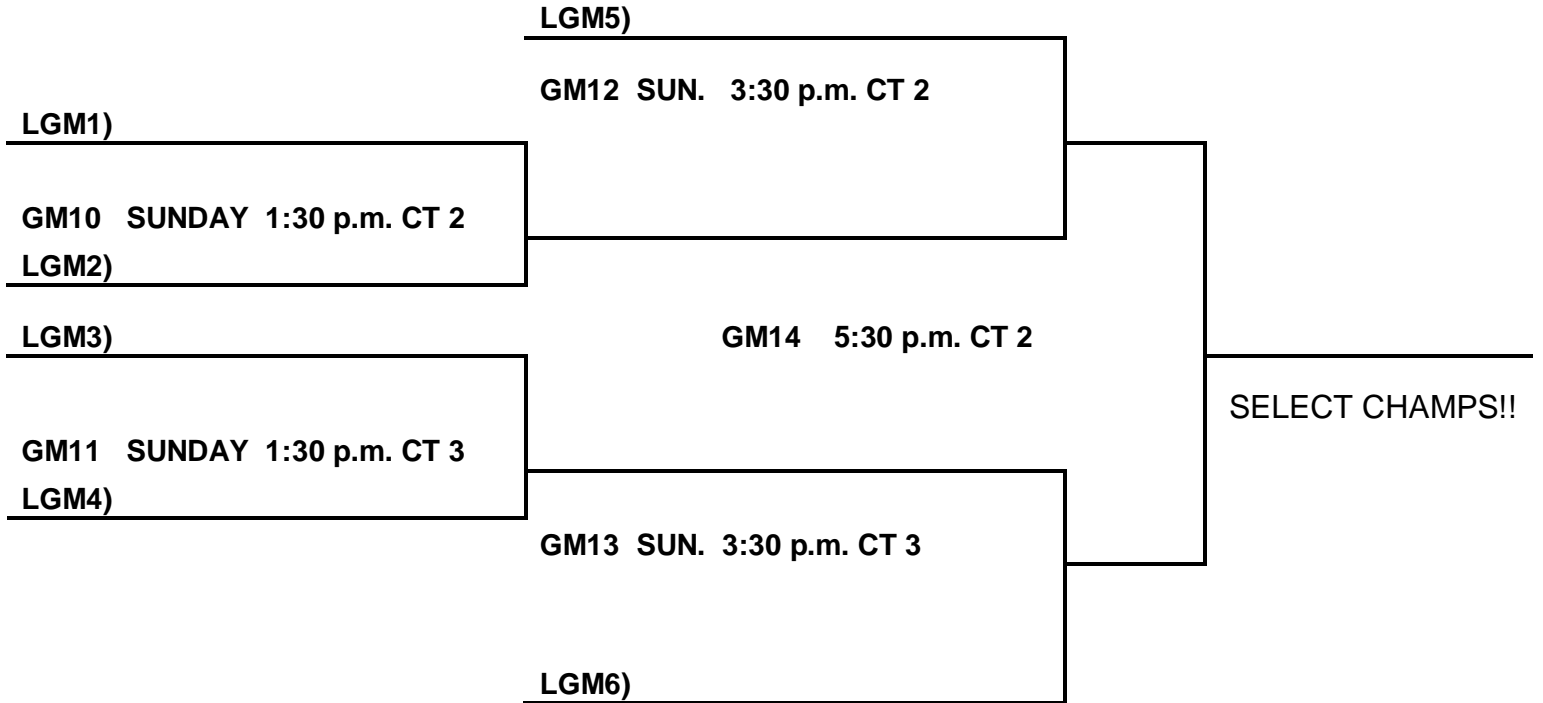 LGM5)
GM12 SUN. 3:30 p.m. CT 2
LGM1)
GM10 SUNDAY 1:30 p.m. CT 2
LGM2)
LGM3)
GM14 5:30 p.m. CT 2
SELECT CHAMPS!!
GM11 SUNDAY 1:30 p.m. CT 3
LGM4)
GM13 SUN. 3:30 p.m. CT 3
LGM6)